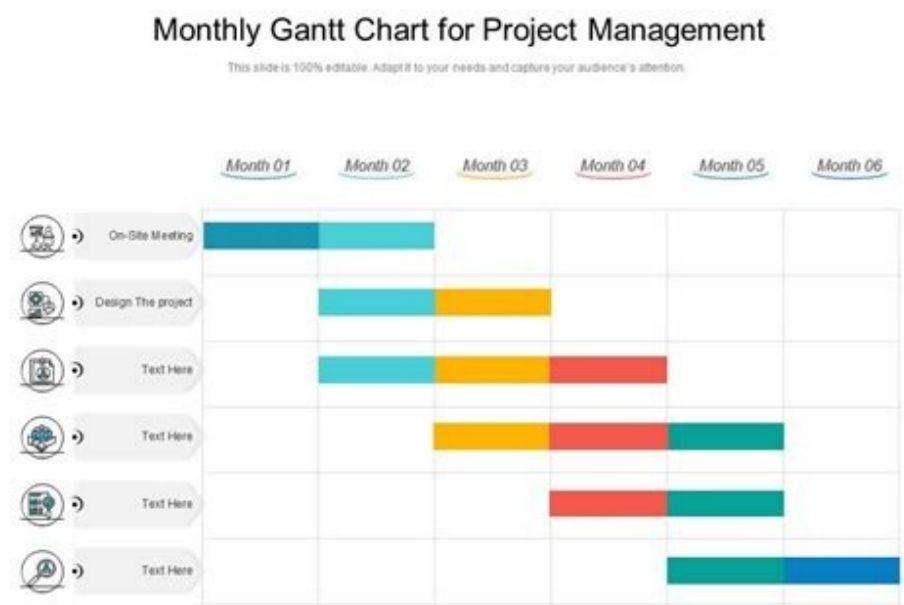 Monthly Gantt Chart for Project Management
This slide is 100% editable. Adapt it to your needs and capture your audience's attention.
Month 01 Month 02 Month 03 Month 04 Month 05 Month 06
On-Site Meeting
Design The project
Text Here
Text Here
Text Here
Text Here